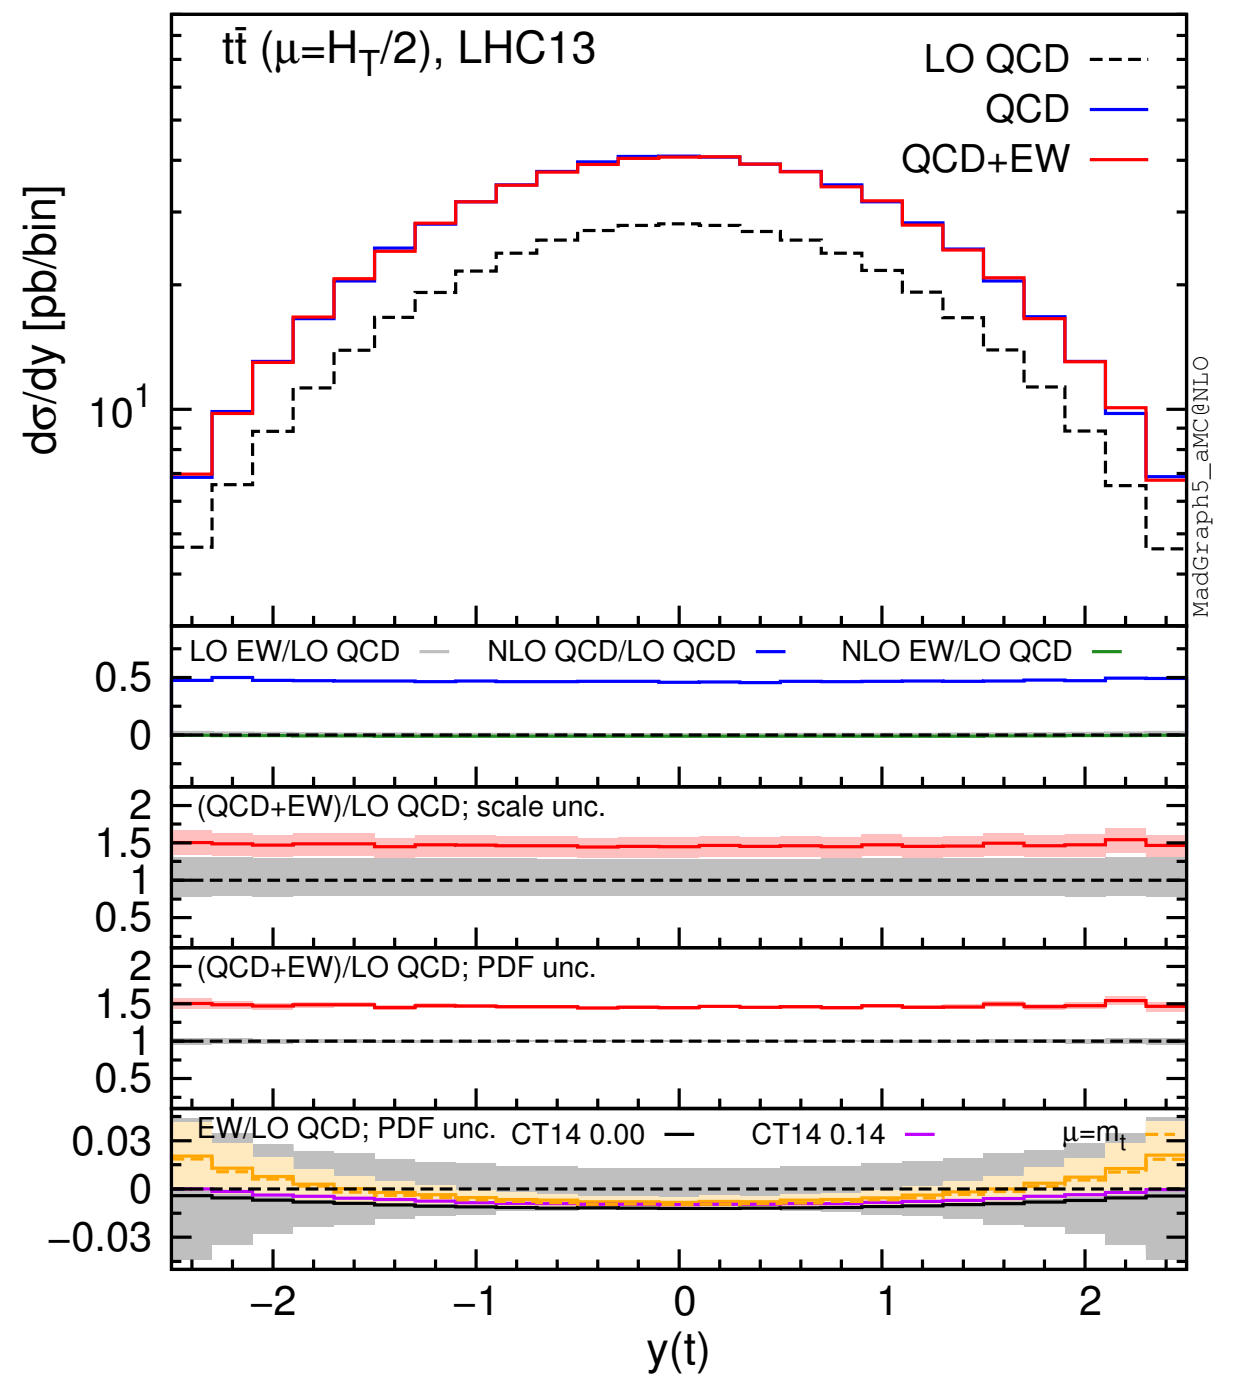 tt̄ (μ=H_T/2), LHC13
LO QCD
QCD
QCD+EW
dσ/dy [pb/bin]
10^1
MadGraph5_aMC@NLO
LO EW/LO QCD NLO QCD/LO QCD NLO EW/LO QCD
0.5
0
(QCD+EW)/LO QCD; scale unc.
2
1.5
1
0.5
(QCD+EW)/LO QCD; PDF unc.
2
1.5
1
0.5
EW/LO QCD; PDF unc. CT14 0.00 CT14 0.14 μ=m_t
0.03
0
−0.03
−2 −1 0 1 2
y(t)